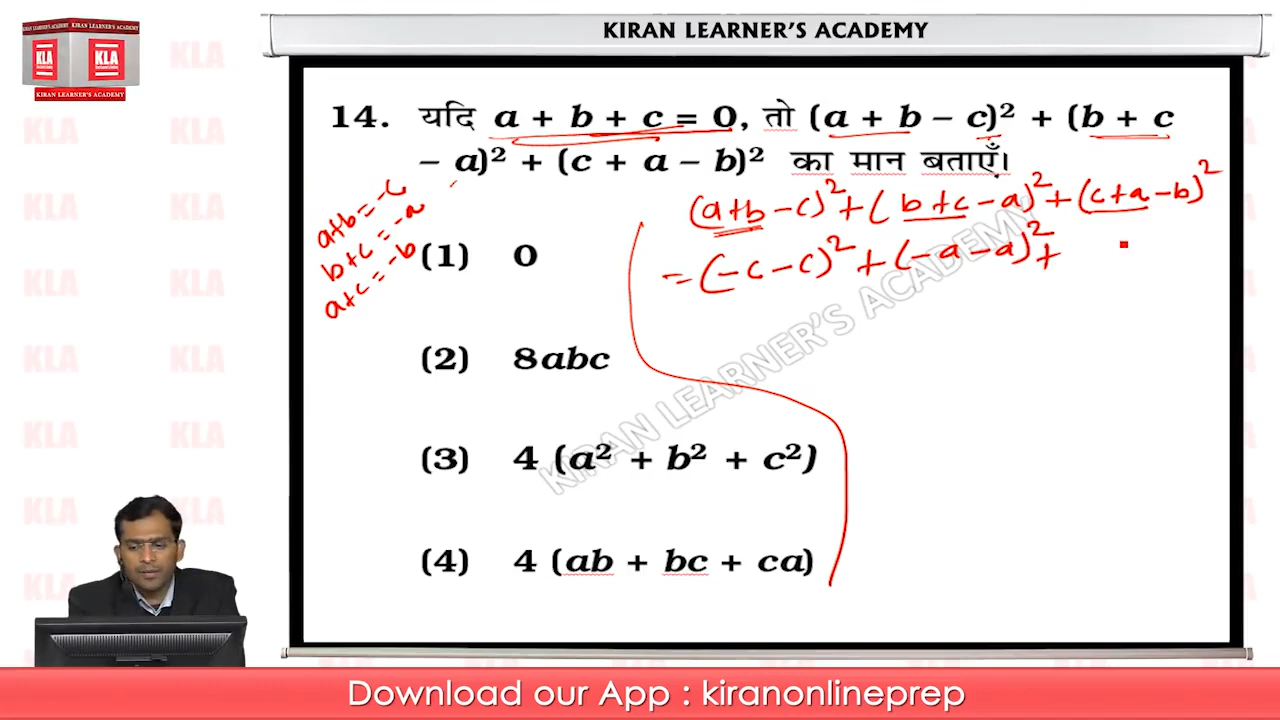 KIRAN LEARNER'S ACADEMY
KIRAN LEARNER'S ACADEMY
KLA
KLA
KIRAN LEARNER'S ACADEMY
14. यदि a + b + c = 0, तो (a + b – c)² + (b + c
– a)² + (c + a – b)² का मान बताएँ।
a+b = -c
b+c = -a
a+c = -b
(a+b-c)² + (b+c-a)² + (c+a-b)²
= (-c-c)² + (-a-a)² +
(1) 0
(2) 8abc
(3) 4 (a² + b² + c²)
(4) 4 (ab + bc + ca)
KIRAN LEARNER'S ACADEMY
Download our App : kiranonlineprep